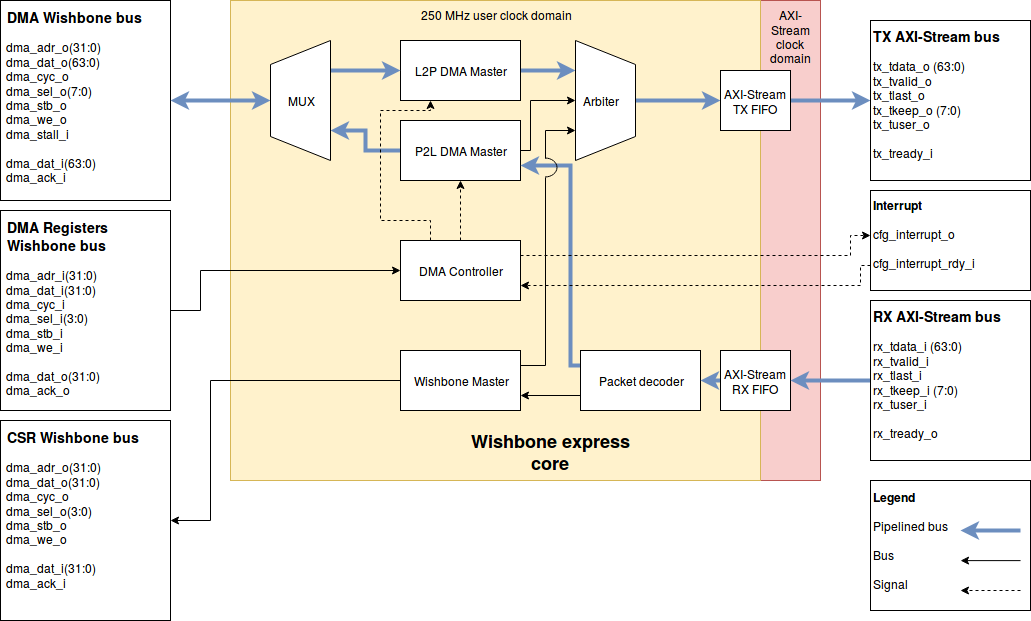 DMA Wishbone bus
dma_adr_o(31:0)
dma_dat_o(63:0)
dma_cyc_o
dma_sel_o(7:0)
dma_stb_o
dma_we_o
dma_stall_i
dma_dat_i(63:0)
dma_ack_i
DMA Registers
Wishbone bus
dma_adr_i(31:0)
dma_dat_i(31:0)
dma_cyc_i
dma_sel_i(3:0)
dma_stb_i
dma_we_i
dma_dat_o(31:0)
dma_ack_o
CSR Wishbone bus
dma_adr_o(31:0)
dma_dat_o(31:0)
dma_cyc_o
dma_sel_o(3:0)
dma_stb_o
dma_we_o
dma_dat_i(31:0)
dma_ack_i
250 MHz user clock domain
AXI-
Stream
clock
domain
MUX
L2P DMA Master
P2L DMA Master
Arbiter
AXI-Stream
TX FIFO
DMA Controller
Wishbone Master
Packet decoder
AXI-Stream
RX FIFO
Wishbone express
core
TX AXI-Stream bus
tx_tdata_o (63:0)
tx_tvalid_o
tx_tlast_o
tx_tkeep_o (7:0)
tx_tuser_o
tx_tready_i
Interrupt
cfg_interrupt_o
cfg_interrupt_rdy_i
RX AXI-Stream bus
rx_tdata_i (63:0)
rx_tvalid_i
rx_tlast_i
rx_tkeep_i (7:0)
rx_tuser_i
rx_tready_o
Legend
Pipelined bus
Bus
Signal